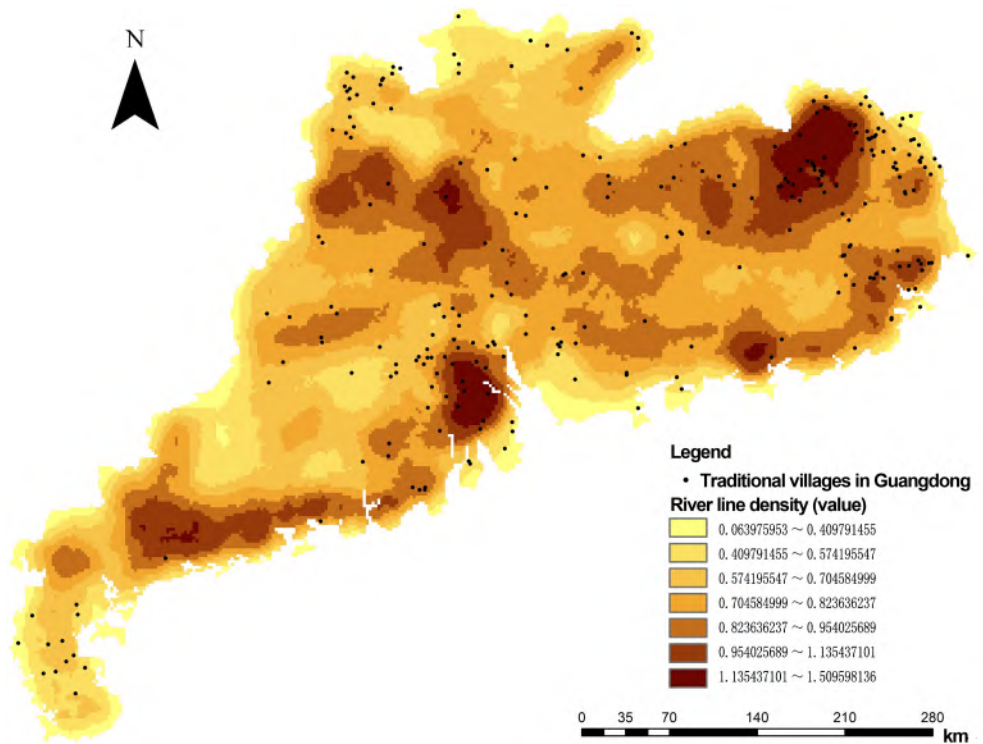 N
Legend
Traditional villages in Guangdong
River line density (value)
0.063975953 ~ 0.409791455
0.409791455 ~ 0.574195547
0.574195547 ~ 0.704584999
0.704584999 ~ 0.823636237
0.823636237 ~ 0.954025689
0.954025689 ~ 1.135437101
1.135437101 ~ 1.509598136
0 35 70 140 210 280
km